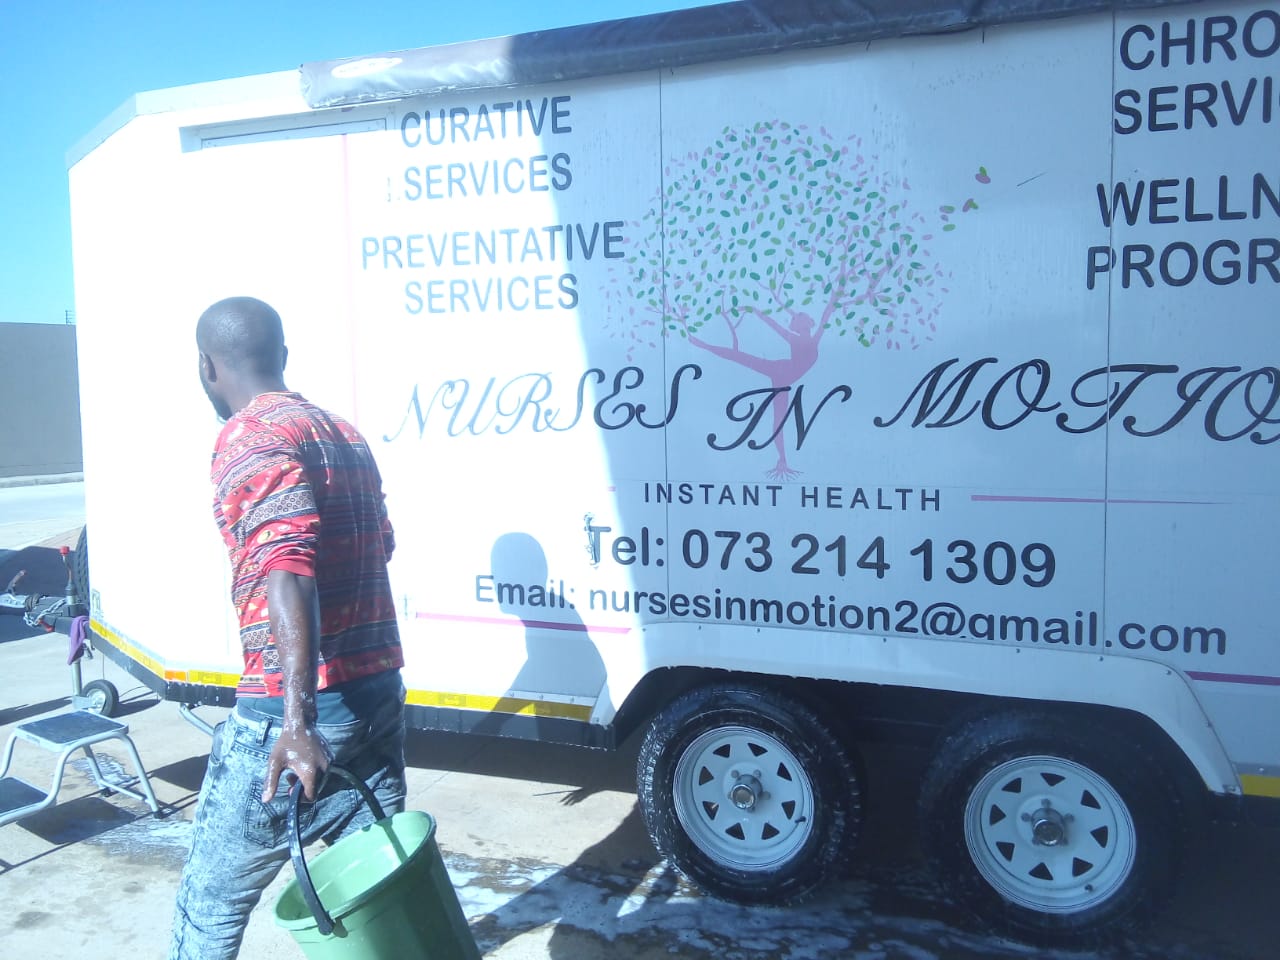 CURATIVE
SERVICES
PREVENTATIVE
SERVICES
CHRO
SERVI
WELLN
PROGR
NURSES IN MOTIO
INSTANT HEALTH
Tel: 073 214 1309
Email: nursesinmotion2@gmail.com